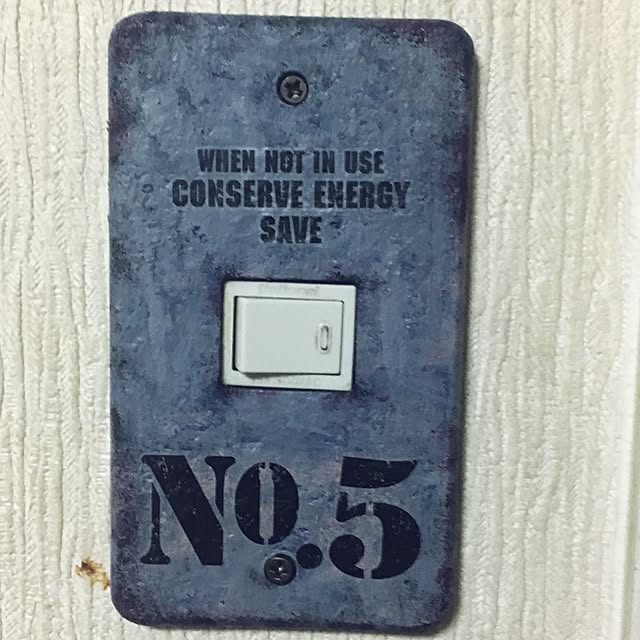 WHEN NOT IN USE
CONSERVE ENERGY
SAVE
No.5